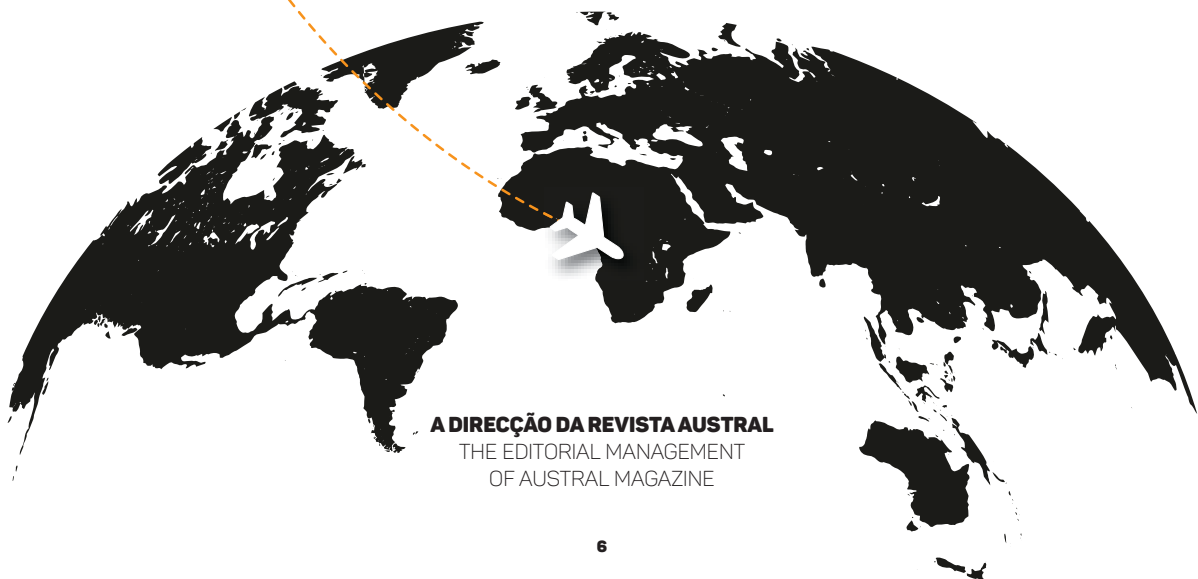 A DIRECÇÃO DA REVISTA AUSTRAL
THE EDITORIAL MANAGEMENT
OF AUSTRAL MAGAZINE
6